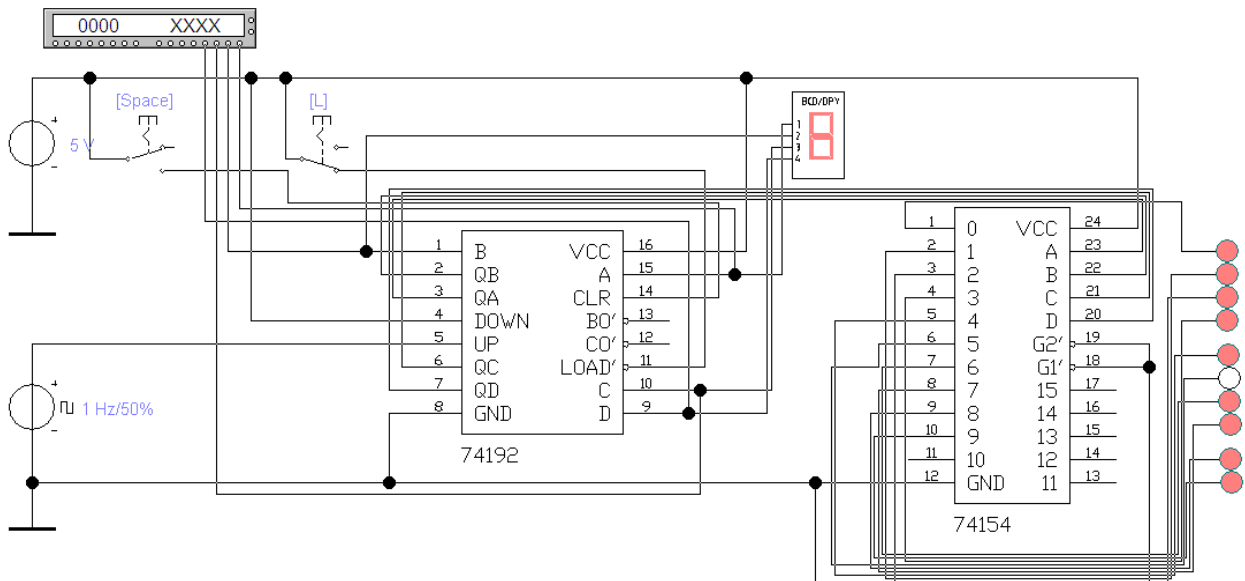 0000 XXXX
[Space]
[L]
5 V
+
-
BCD/DPY
1
2
3
4
1 B VCC 16
2 QB A 15
3 QA CLR 14
4 DOWN BO' 13
5 UP CO' 12
6 QC LOAD' 11
7 QD C 10
8 GND D 9
74192
1 Hz/50%
+
-
1 0 VCC 24
2 1 A 23
3 2 B 22
4 3 C 21
5 4 D 20
6 5 G2' 19
7 6 G1' 18
8 7 15 17
9 8 14 16
10 9 13 15
11 10 12 14
12 GND 11 13
74154